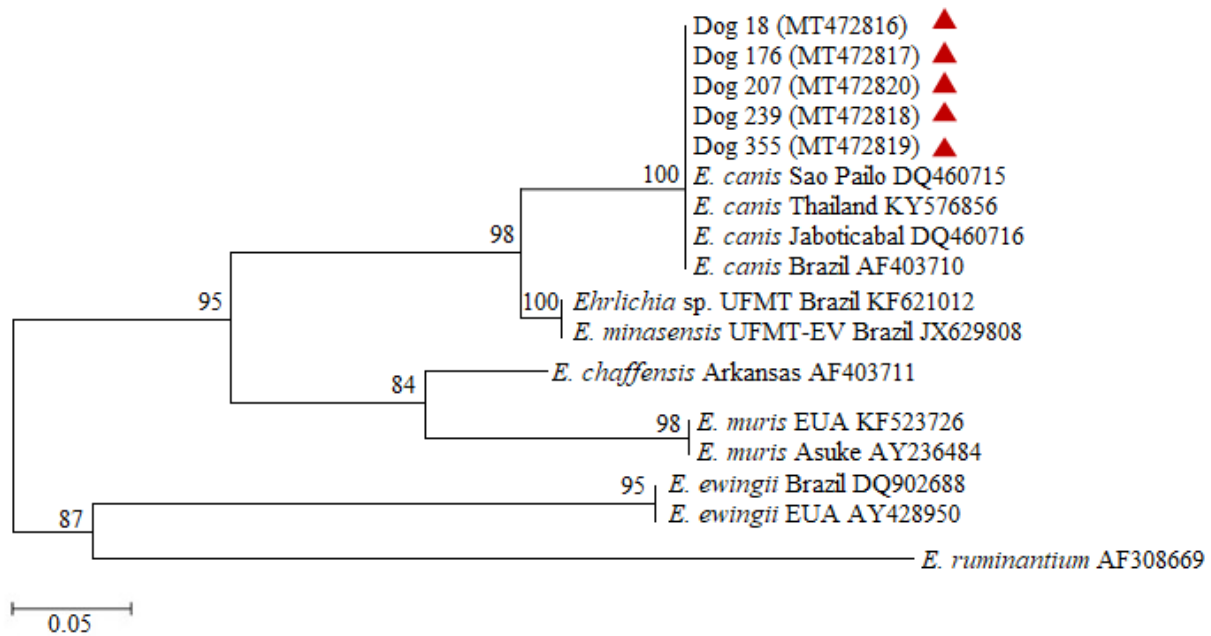 Dog 18 (MT472816)
Dog 176 (MT472817)
Dog 207 (MT472820)
Dog 239 (MT472818)
Dog 355 (MT472819)
100
E. canis Sao Pailo DQ460715
E. canis Thailand KY576856
98
E. canis Jaboticabal DQ460716
E. canis Brazil AF403710
95
100
Ehrlichia sp. UFMT Brazil KF621012
E. minasensis UFMT-EV Brazil JX629808
84
E. chaffensis Arkansas AF403711
98
E. muris EUA KF523726
E. muris Asuke AY236484
95
E. ewingii Brazil DQ902688
E. ewingii EUA AY428950
87
E. ruminantium AF308669
0.05